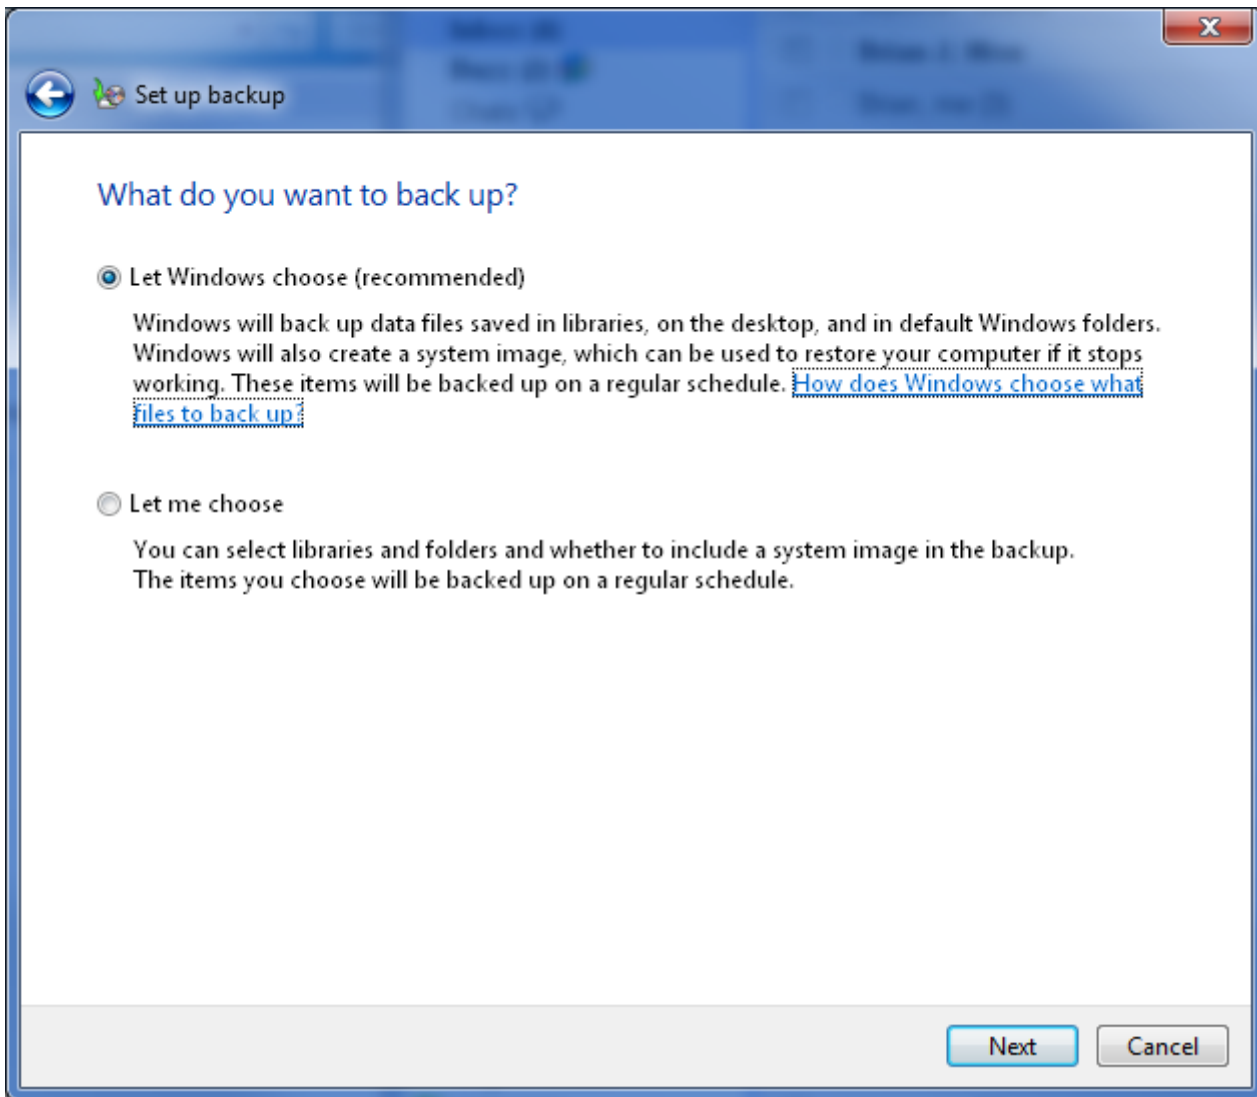 Set up backup
What do you want to back up?
Let Windows choose (recommended)
Windows will back up data files saved in libraries, on the desktop, and in default Windows folders.
Windows will also create a system image, which can be used to restore your computer if it stops
working. These items will be backed up on a regular schedule. How does Windows choose what
files to back up?
Let me choose
You can select libraries and folders and whether to include a system image in the backup.
The items you choose will be backed up on a regular schedule.
Next Cancel